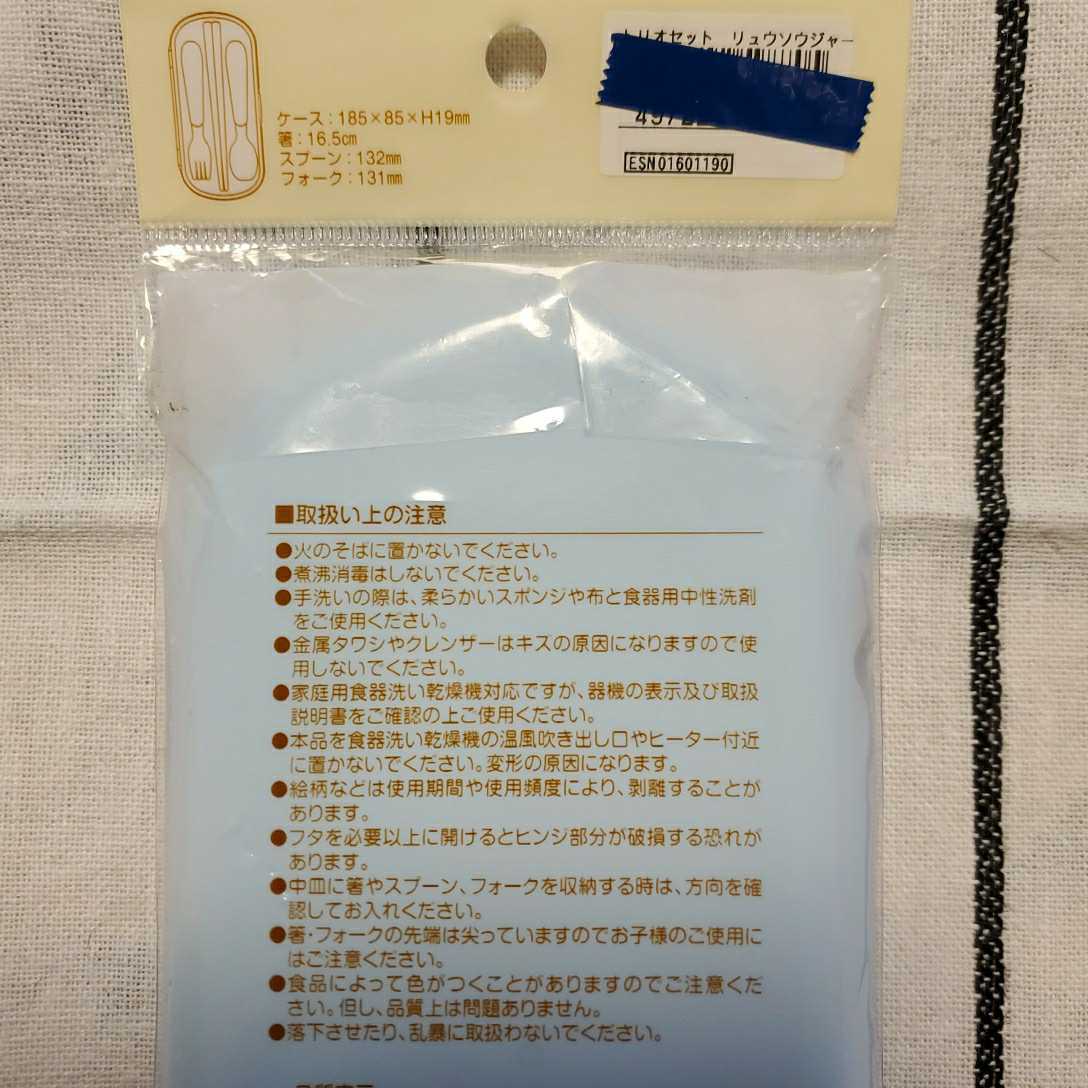 ケース：185×85×H19㎜
箸：16.5㎝
スプーン：132㎜
フォーク：131㎜
トリオセット リュウソウジャー
ESN01601190
■取扱い上の注意
●火のそばに置かないでください。
●煮沸消毒はしないでください。
●手洗いの際は、柔らかいスポンジや布と食器用中性洗剤
をご使用ください。
●金属タワシやクレンザーはキズの原因になりますので使
用しないでください。
●家庭用食器洗い乾燥機対応ですが、器機の表示及び取扱
説明書をご確認の上ご使用ください。
●本品を食器洗い乾燥機の温風吹き出し口やヒーター付近
に置かないでください。変形の原因になります。
●絵柄などは使用期間や使用頻度により、剥離することが
あります。
●フタを必要以上に開けるとヒンジ部分が破損する恐れが
あります。
●中皿に箸やスプーン、フォークを収納する時は、方向を確
認してお入れください。
●箸・フォークの先端は尖っていますのでお子様のご使用に
はご注意ください。
●食品によって色がつくことがありますのでご注意くだ
さい。但し、品質上は問題ありません。
●落下させたり、乱暴に取扱わないでください。